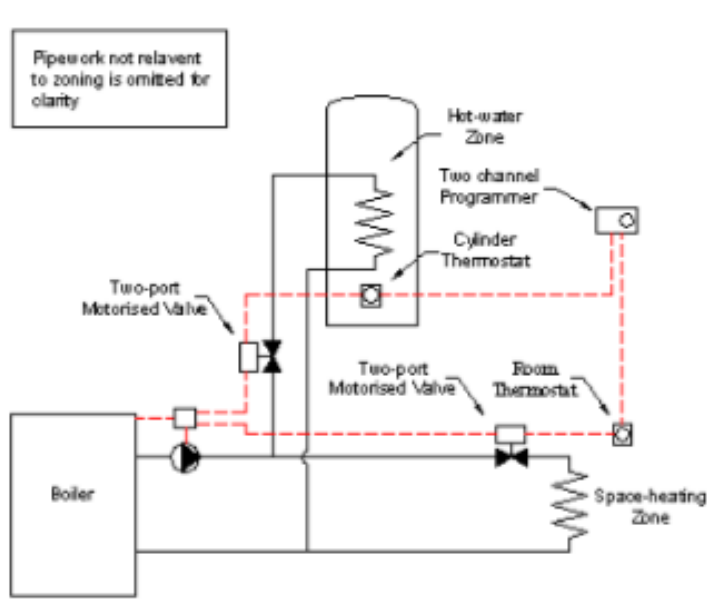 Pipework not relavent
to zoning is omitted for
clarity
Hot-water
Zone
Two channel
Programmer
Cylinder
Thermostat
Two-port
Motorised Valve
Two-port
Motorised Valve
Room
Thermostat
Boiler
Space-heating
Zone